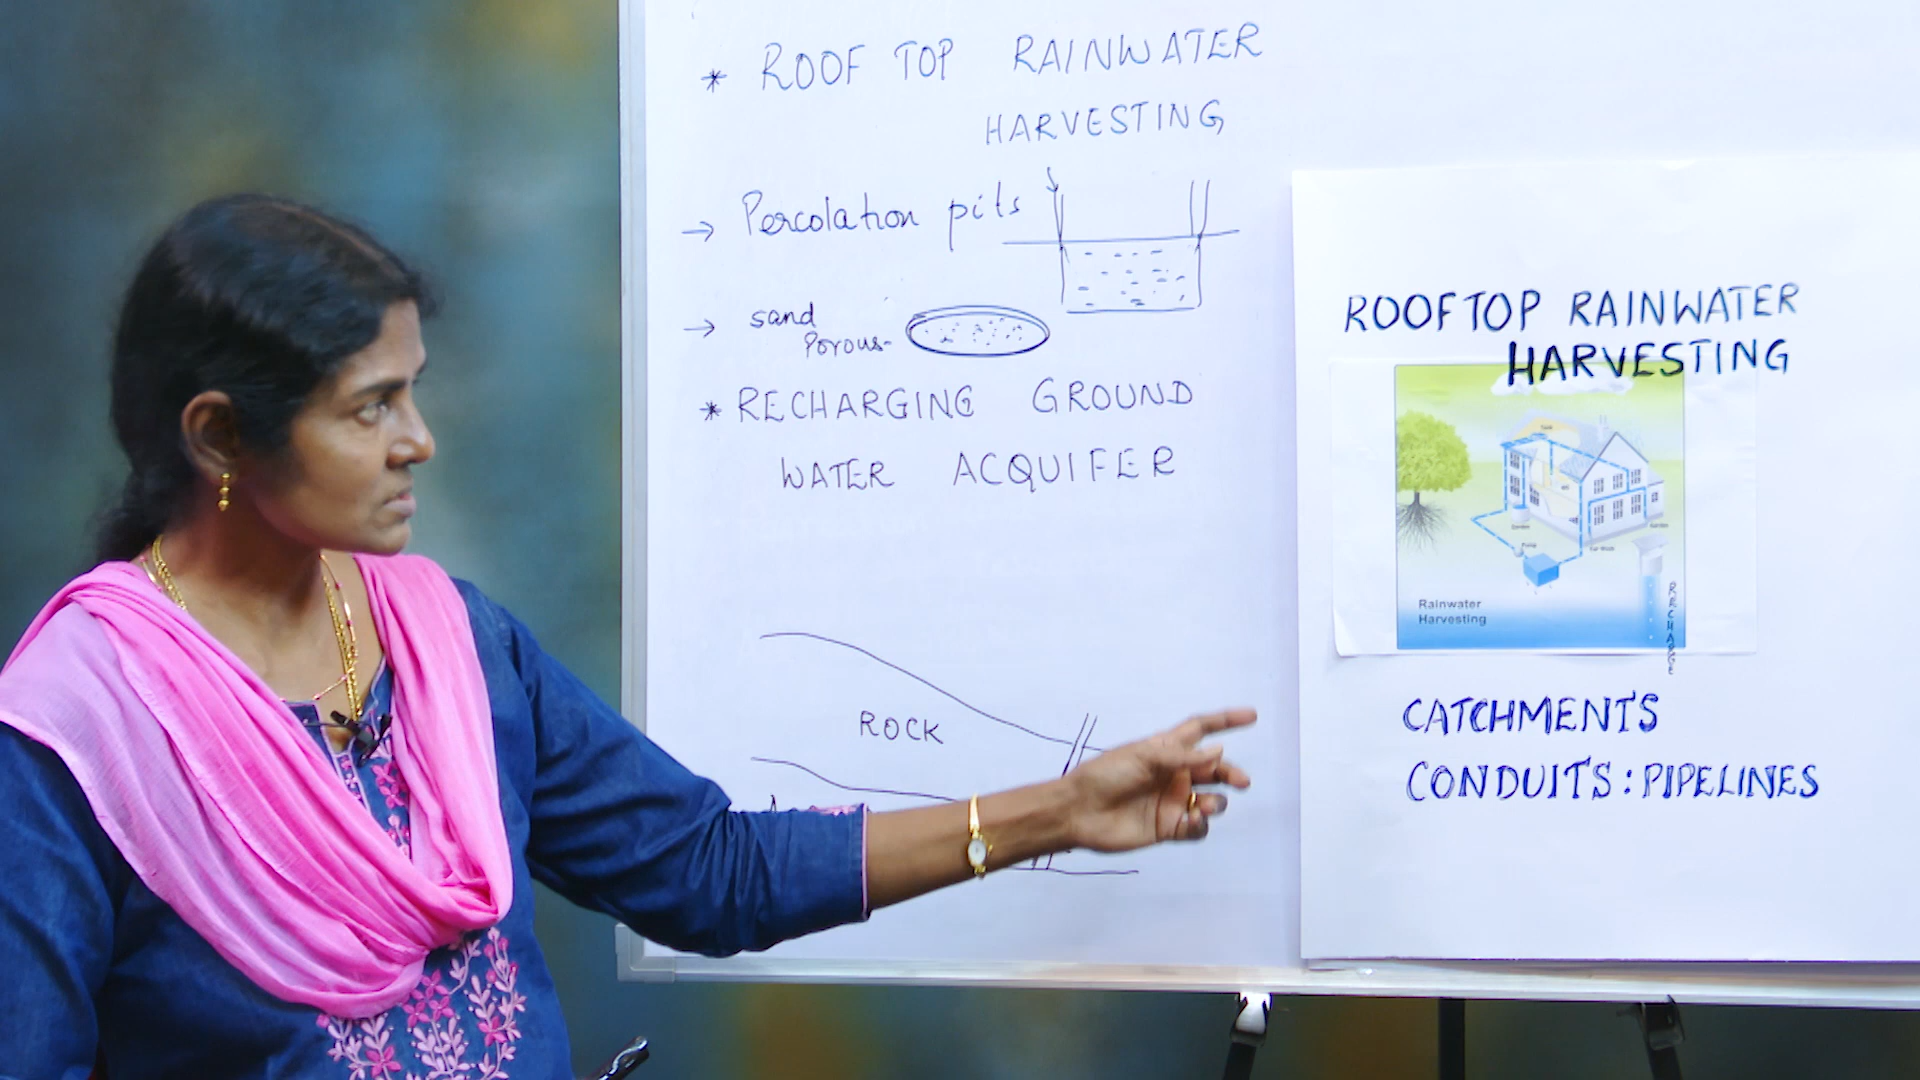 * ROOF TOP RAINWATER
HARVESTING
→ Percolation pits
→ sand
Porous-
* RECHARGING GROUND
WATER ACQUIFER
ROCK
ROOFTOP RAINWATER
HARVESTING
Rainwater
Harvesting
RECHARGE
CATCHMENTS
CONDUITS : PIPELINES